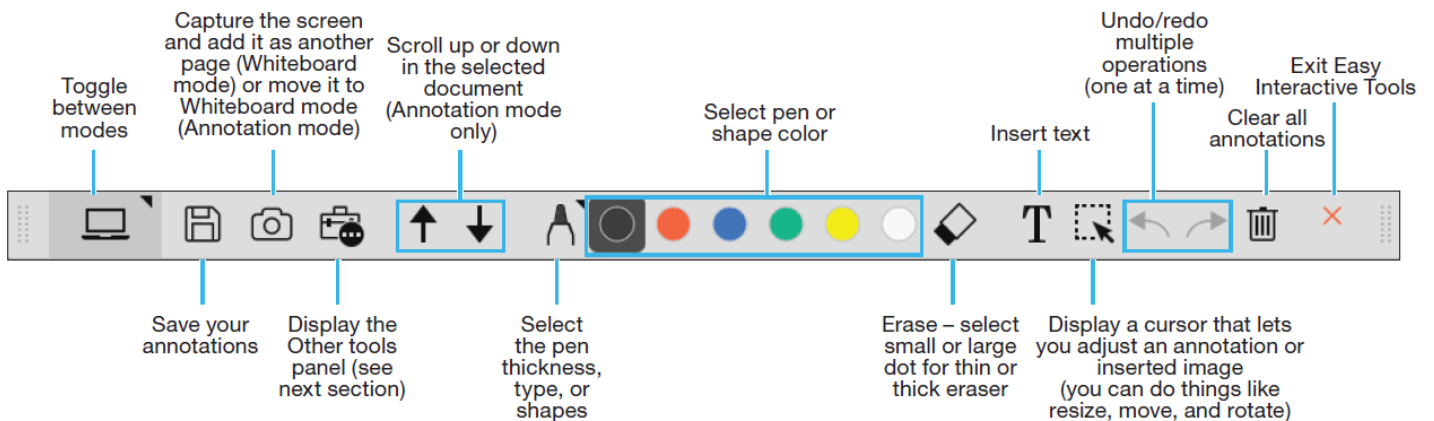 Toggle
between
modes
Capture the screen
and add it as another
page (Whiteboard
mode) or move it to
Whiteboard mode
(Annotation mode)
Scroll up or down
in the selected
document
(Annotation mode
only)
Select pen or
shape color
Insert text
Undo/redo
multiple
operations
(one at a time)
Clear all
annotations
Exit Easy
Interactive Tools
T
Save your
annotations
Display the
Other tools
panel (see
next section)
Select
the pen
thickness,
type, or
shapes
Erase – select
small or large
dot for thin or
thick eraser
Display a cursor that lets
you adjust an annotation or
inserted image
(you can do things like
resize, move, and rotate)